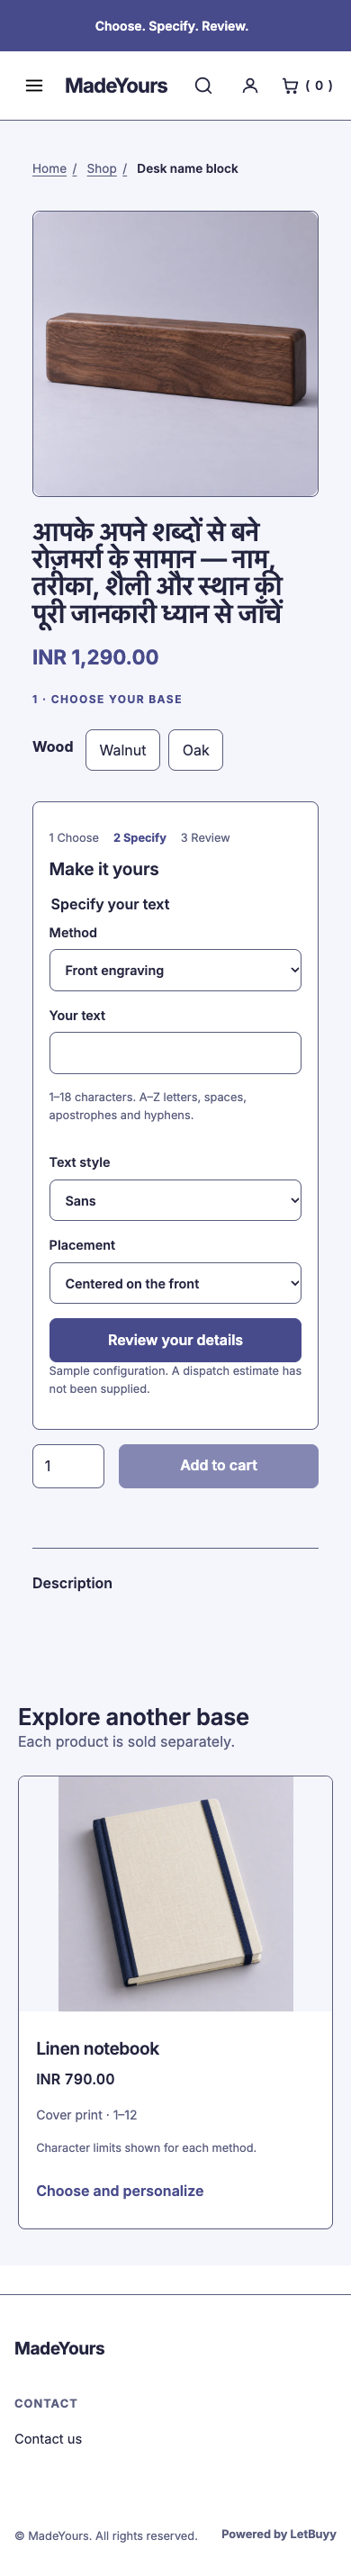 Choose. Specify. Review.
MadeYours ( 0 )
Home / Shop / Desk name block
आपके अपने शब्दों से बने
रोज़मर्रा के सामान — नाम,
तरीका, शैली और स्थान की
पूरी जानकारी ध्यान से जाँचें
INR 1,290.00
1 · CHOOSE YOUR BASE
Wood Walnut Oak
1 Choose 2 Specify 3 Review
Make it yours
Specify your text
Method
Front engraving
Your text
1–18 characters. A–Z letters, spaces,
apostrophes and hyphens.
Text style
Sans
Placement
Centered on the front
Review your details
Sample configuration. A dispatch estimate has
not been supplied.
1 Add to cart
Description
Explore another base
Each product is sold separately.
Linen notebook
INR 790.00
Cover print · 1–12
Character limits shown for each method.
Choose and personalize
MadeYours
CONTACT
Contact us
© MadeYours. All rights reserved. Powered by LetBuyy